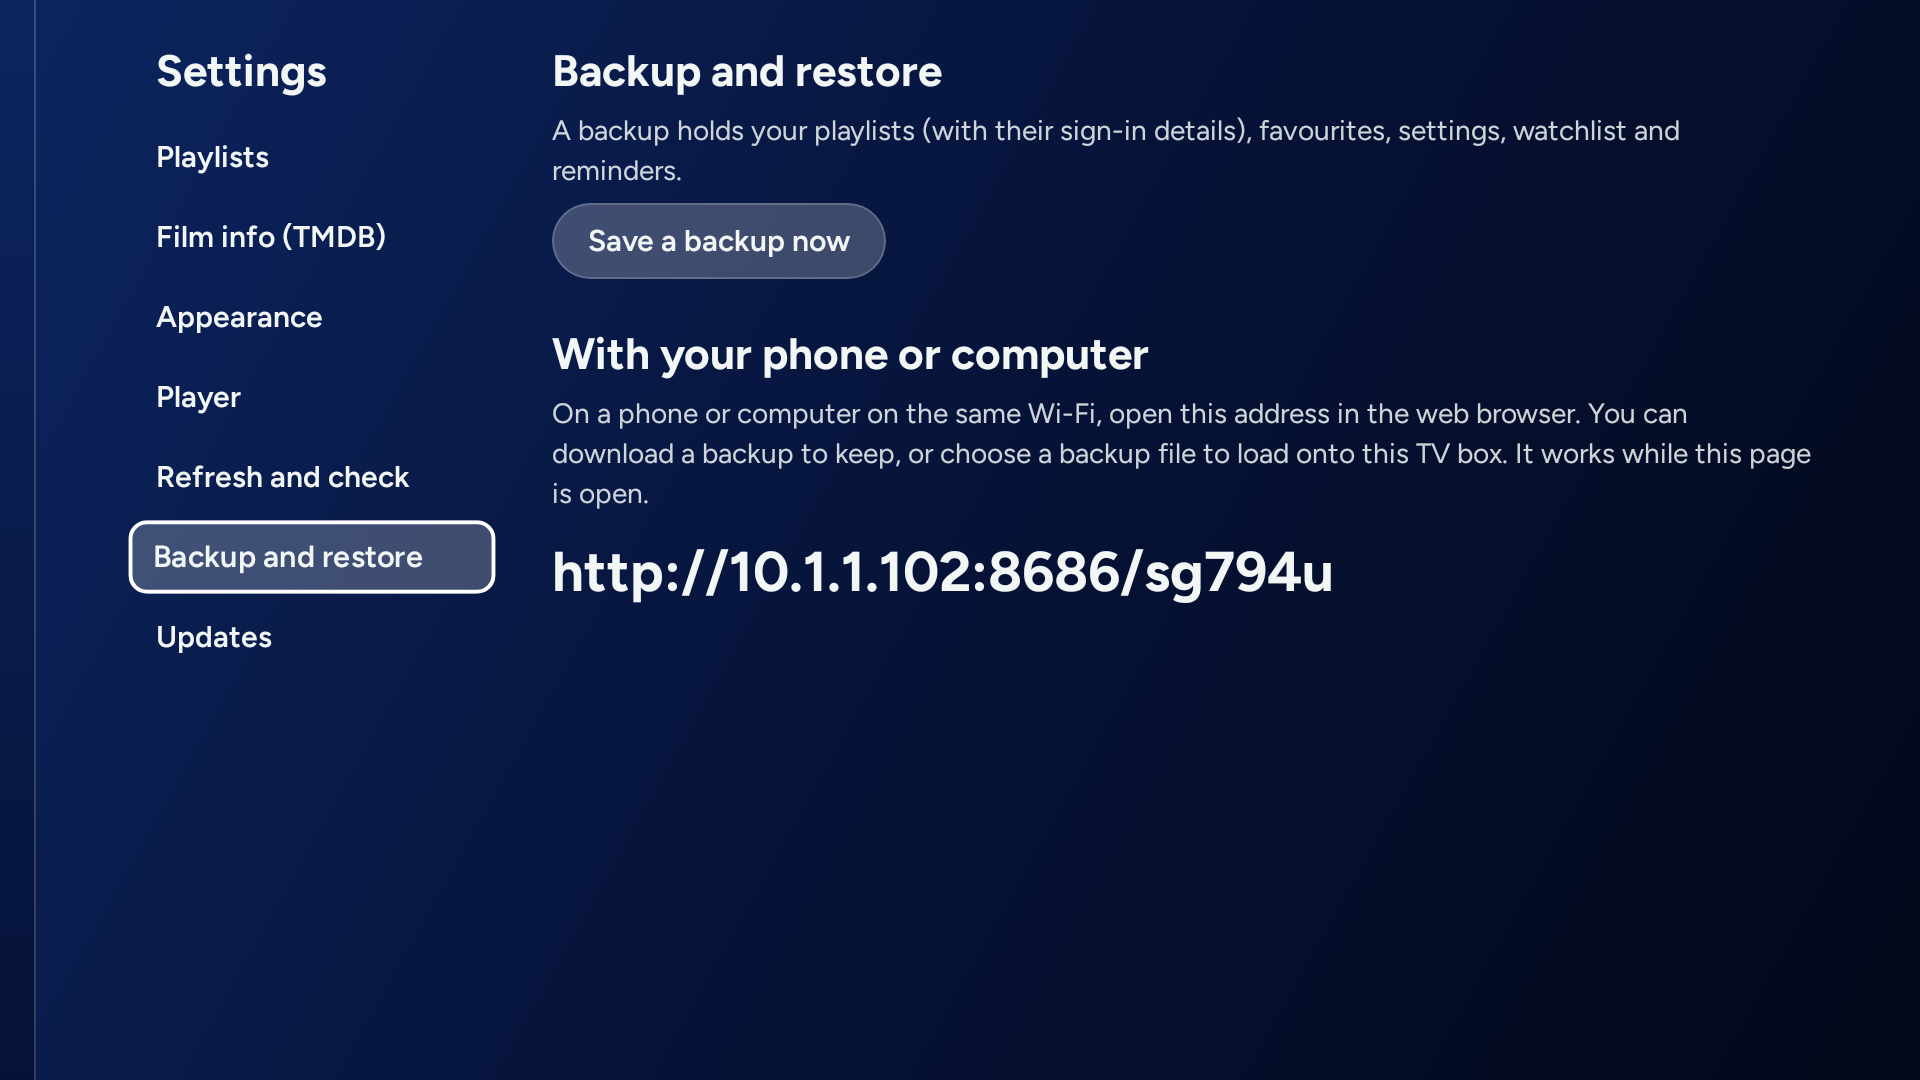 Settings
Playlists
Film info (TMDB)
Appearance
Player
Refresh and check
Backup and restore
Updates
Backup and restore
A backup holds your playlists (with their sign-in details), favourites, settings, watchlist and
reminders.
Save a backup now
With your phone or computer
On a phone or computer on the same Wi-Fi, open this address in the web browser. You can
download a backup to keep, or choose a backup file to load onto this TV box. It works while this page
is open.
http://10.1.1.102:8686/sg794u